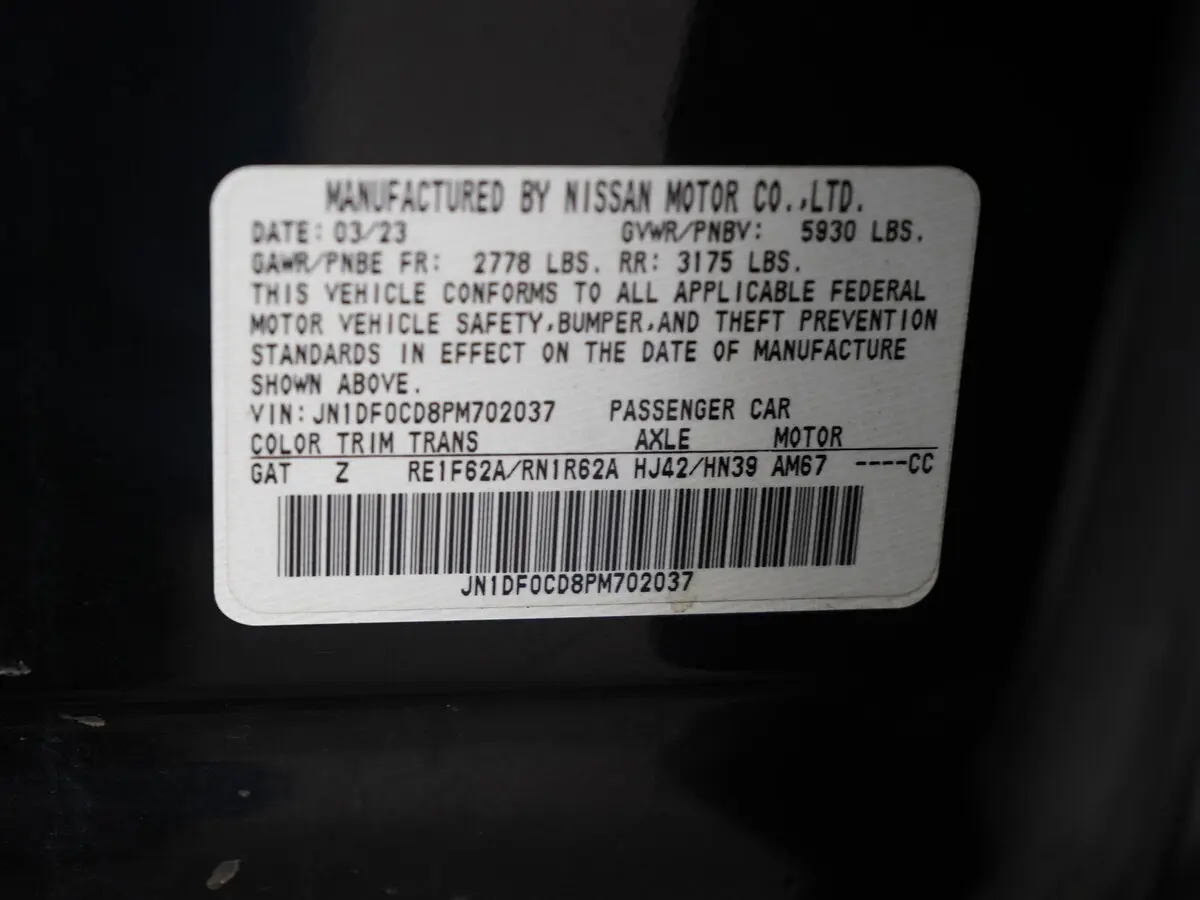 MANUFACTURED BY NISSAN MOTOR CO.,LTD.
DATE: 03/23 GVWR/PNBV: 5930 LBS.
GAWR/PNBE FR: 2778 LBS. RR: 3175 LBS.
THIS VEHICLE CONFORMS TO ALL APPLICABLE FEDERAL
MOTOR VEHICLE SAFETY,BUMPER,AND THEFT PREVENTION
STANDARDS IN EFFECT ON THE DATE OF MANUFACTURE
SHOWN ABOVE.
VIN: JN1DF0CD8PM702037 PASSENGER CAR
COLOR TRIM TRANS AXLE MOTOR
GAT Z RE1F62A/RN1R62A HJ42/HN39 AM67 ----CC
JN1DF0CD8PM702037